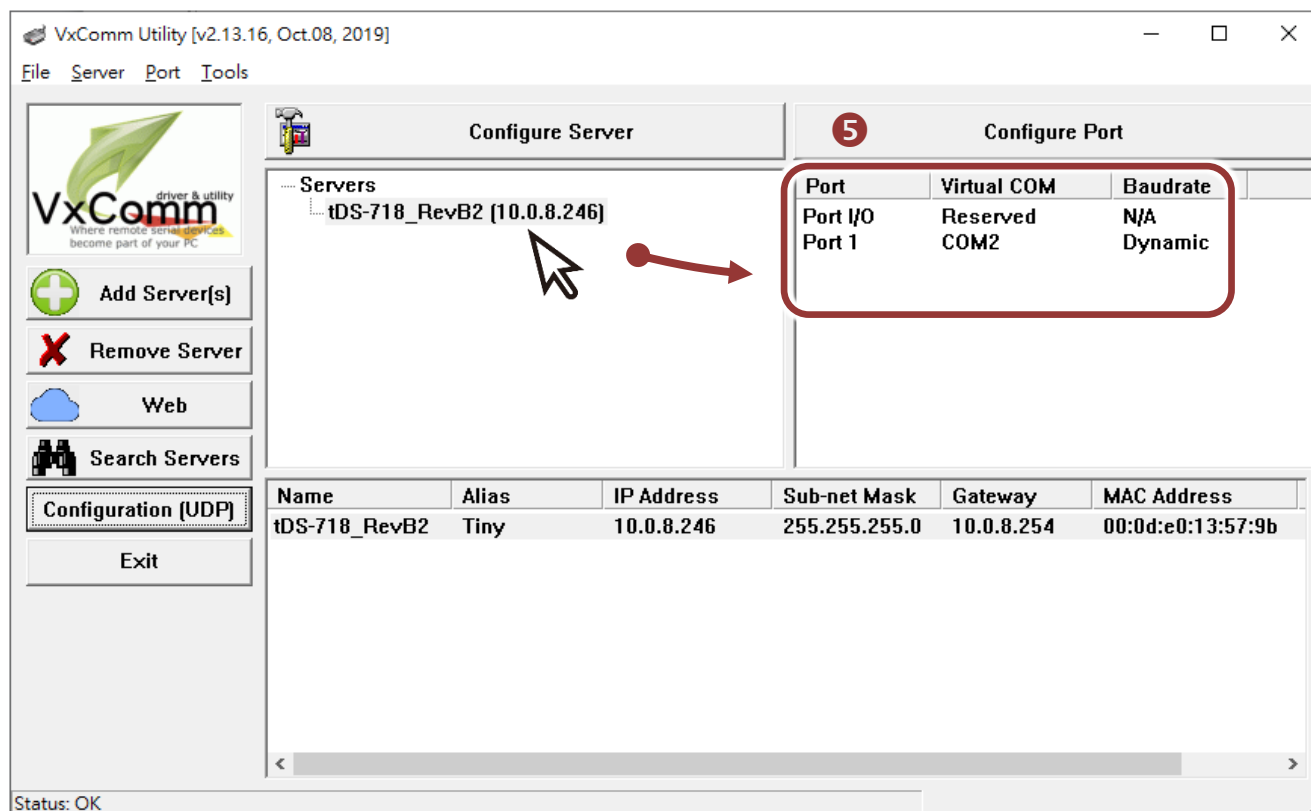 VxComm Utility [v2.13.16, Oct.08, 2019]
File Server Port Tools
VxComm
driver & utility
Where remote serial devices
become part of your PC
Add Server(s)
Remove Server
Web
Search Servers
Configuration (UDP)
Exit
Configure Server
Servers
tDS-718_RevB2 (10.0.8.246)
5
Configure Port
Port Virtual COM Baudrate
Port I/O Reserved N/A
Port 1 COM2 Dynamic
Name Alias IP Address Sub-net Mask Gateway MAC Address
tDS-718_RevB2 Tiny 10.0.8.246 255.255.255.0 10.0.8.254 00:0d:e0:13:57:9b
Status: OK